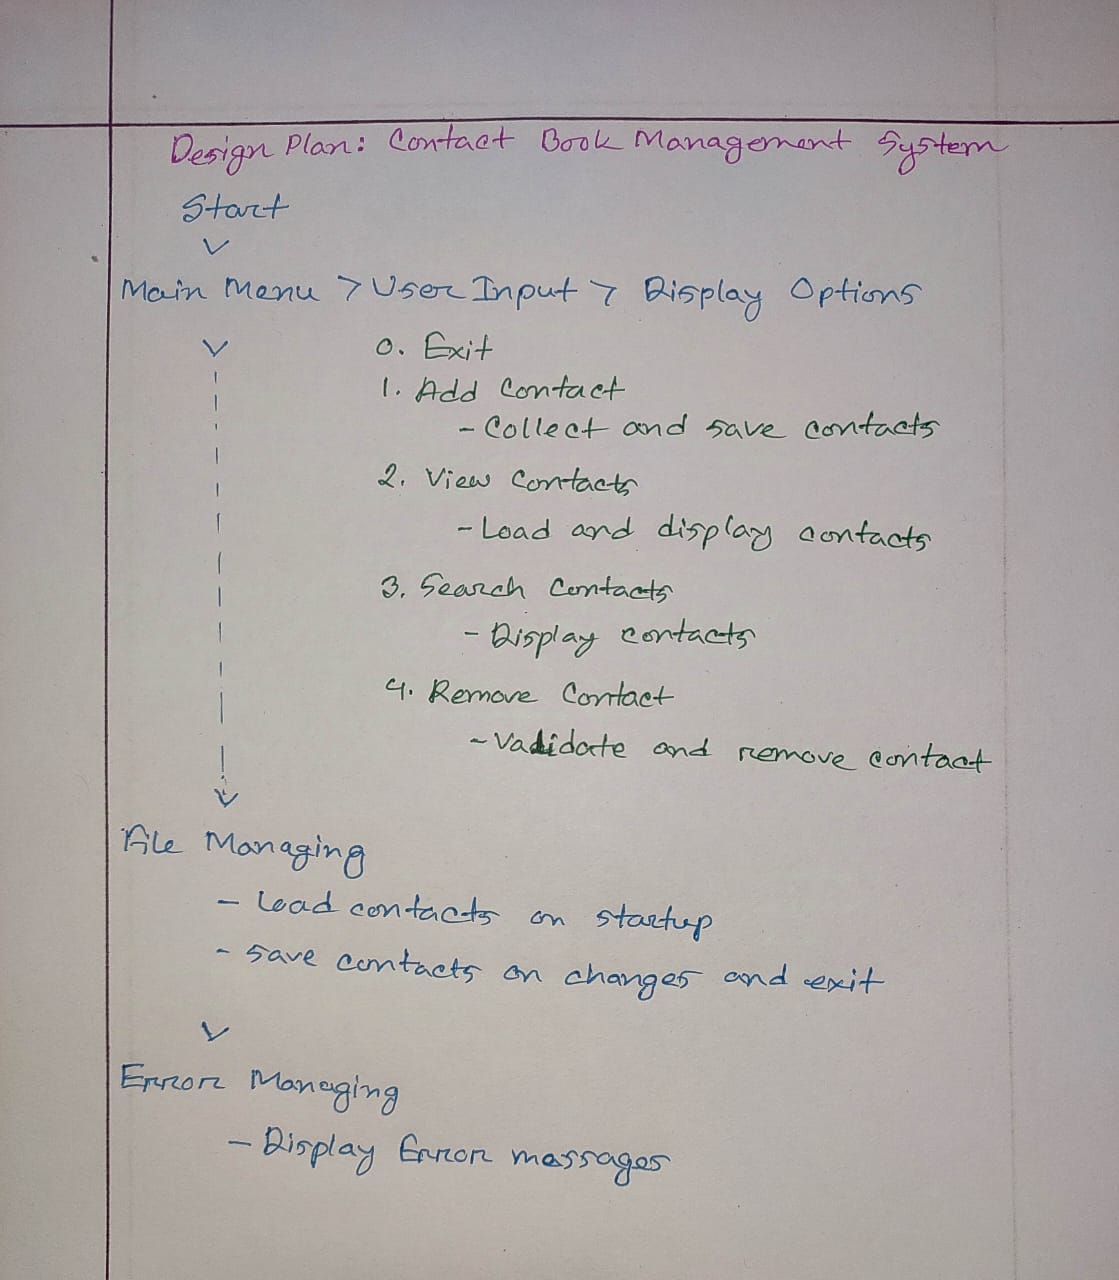 Design Plan: Contact Book Management System
Start
Main Menu > User Input > Display Options
0. Exit
1. Add Contact
- Collect and save contacts
2. View Contacts
- Load and display contacts
3. Search Contacts
- Display contacts
4. Remove Contact
- Validate and remove contact
File Managing
- Load contacts on startup
- save contacts on changes and exit
Error Managing
- Display Error messages